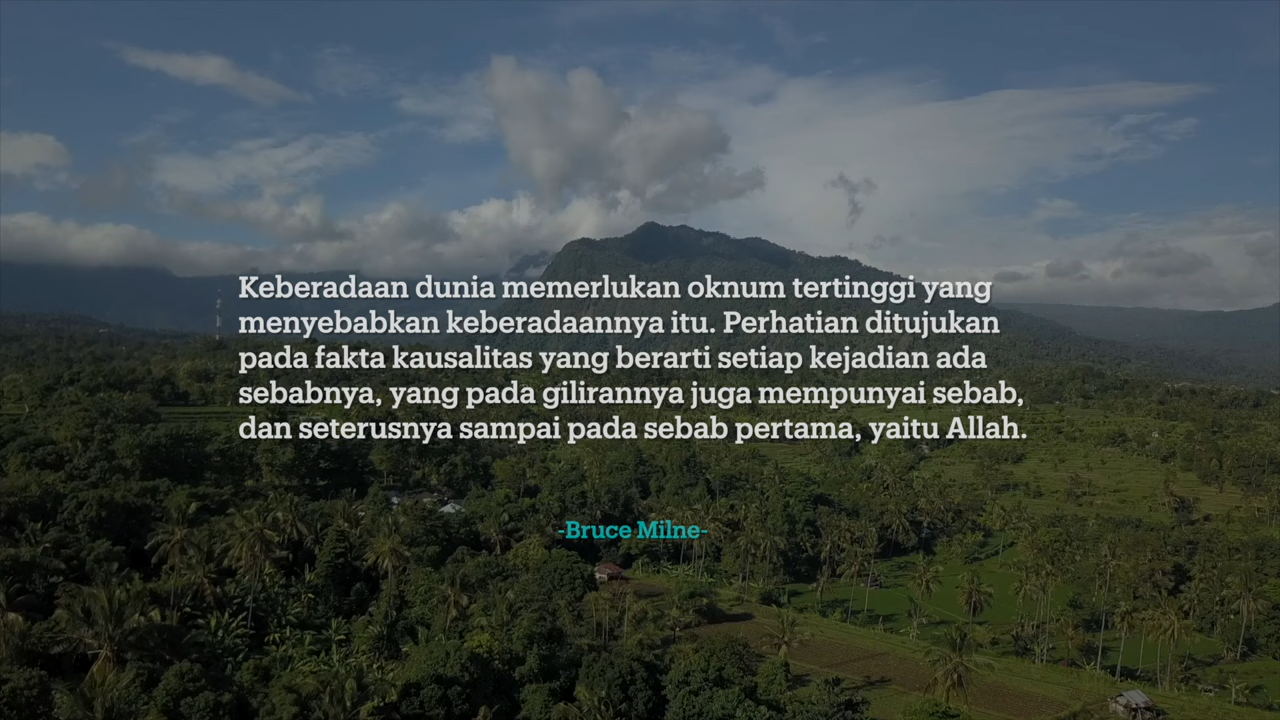 Keberadaan dunia memerlukan oknum tertinggi yang
menyebabkan keberadaannya itu. Perhatian ditujukan
pada fakta kausalitas yang berarti setiap kejadian ada
sebabnya, yang pada gilirannya juga mempunyai sebab,
dan seterusnya sampai pada sebab pertama, yaitu Allah.
-Bruce Milne-